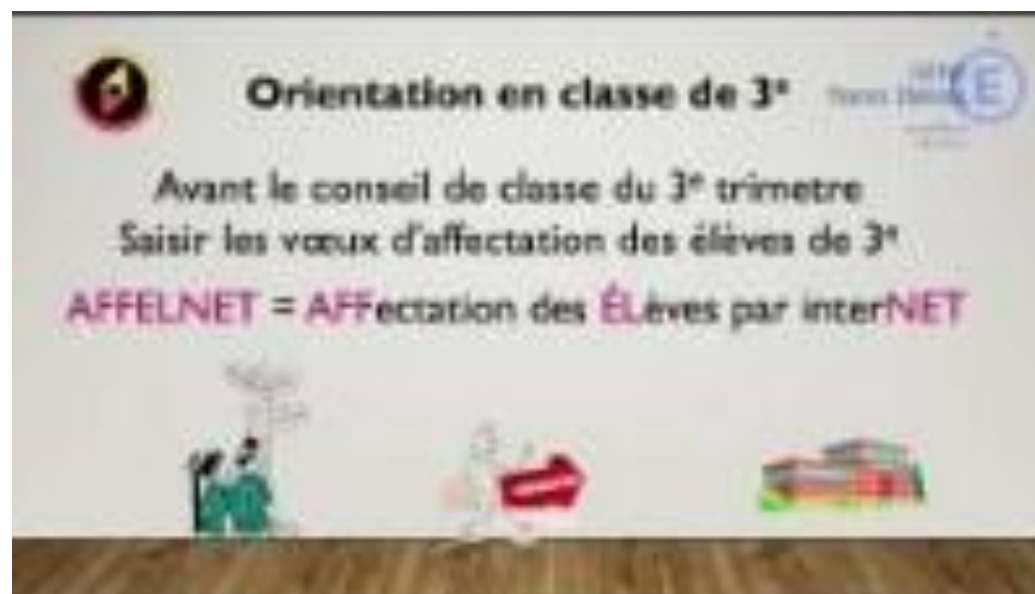 Orientation en classe de 3ᵉ
E
Avant le conseil de classe du 3ᵉ trimetre
Saisir les vœux d'affectation des élèves de 3ᵉ
AFFELNET = AFFectation des ÉLèves par interNET